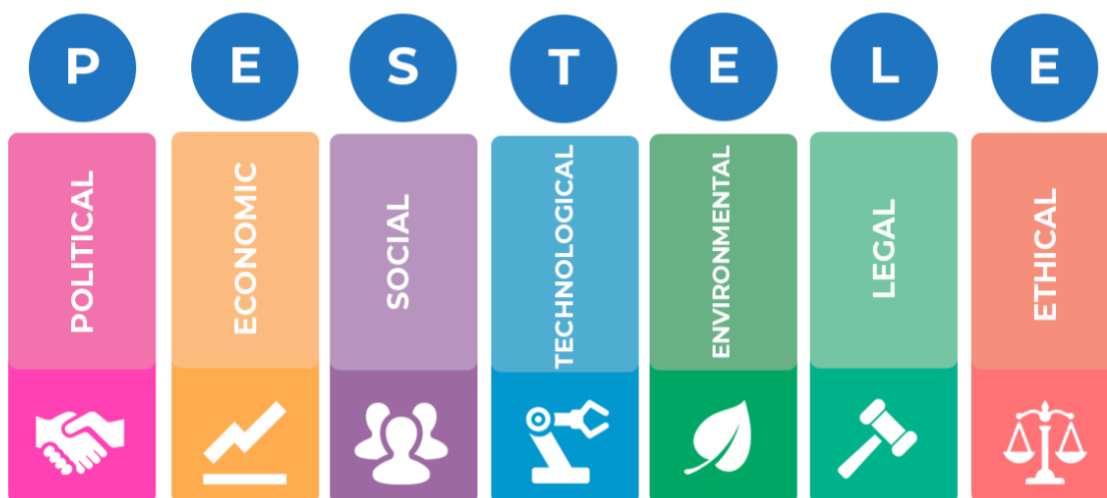 P E S T E L E
POLITICAL
ECONOMIC
SOCIAL
TECHNOLOGICAL
ENVIRONMENTAL
LEGAL
ETHICAL